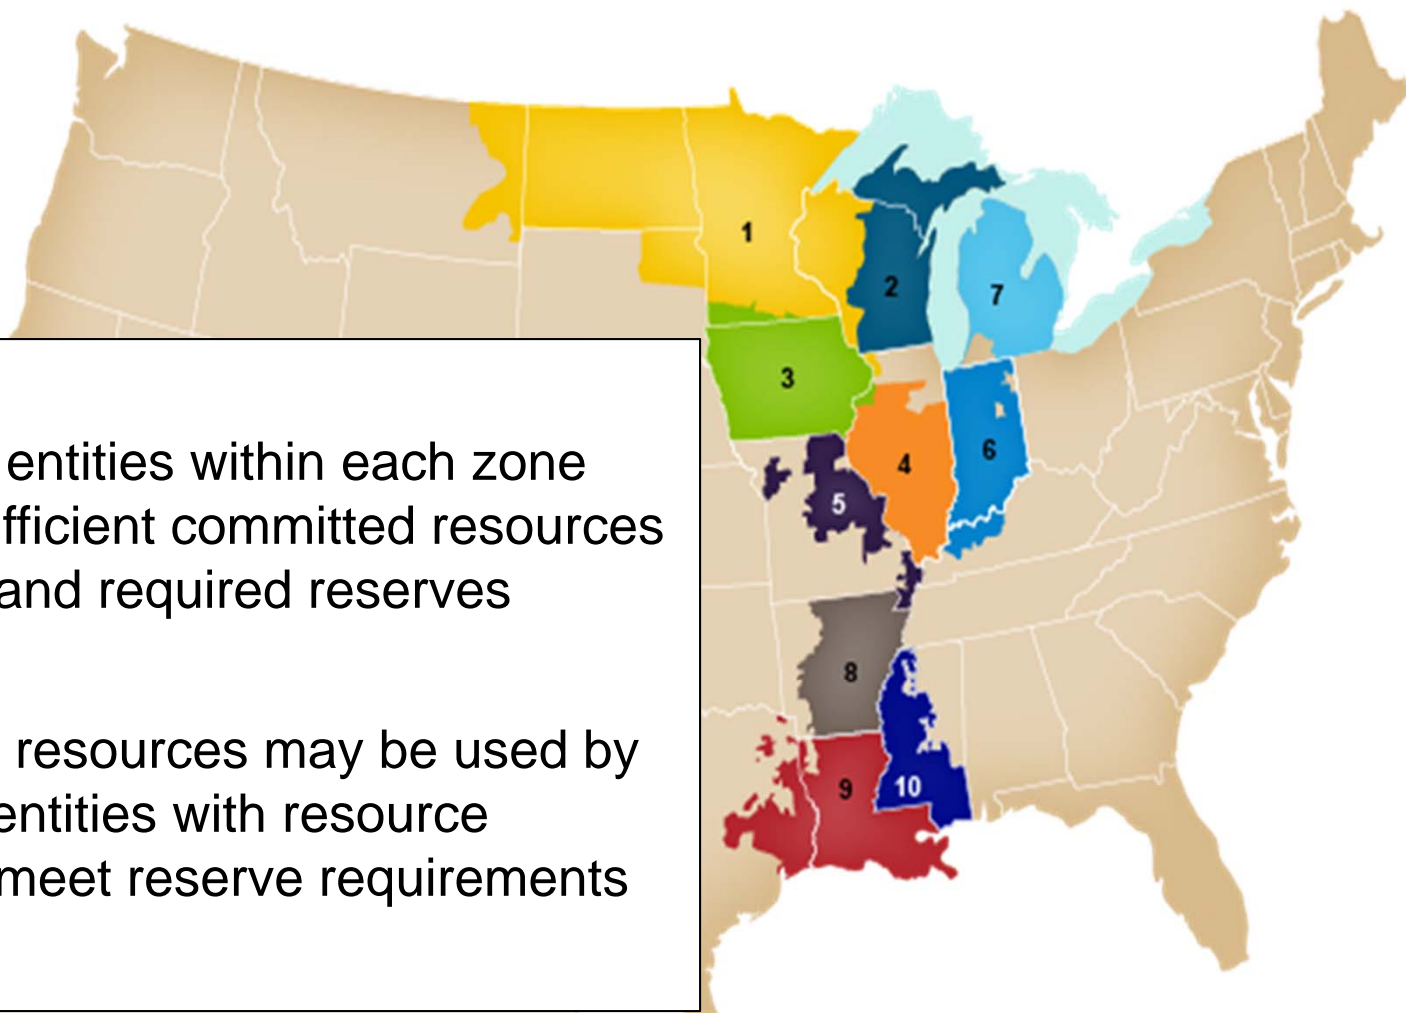 1
2
7
3
entities within each zone
4
6
5
fficient committed resources
and required reserves
8
resources may be used by
9
10
entities with resource
meet reserve requirements